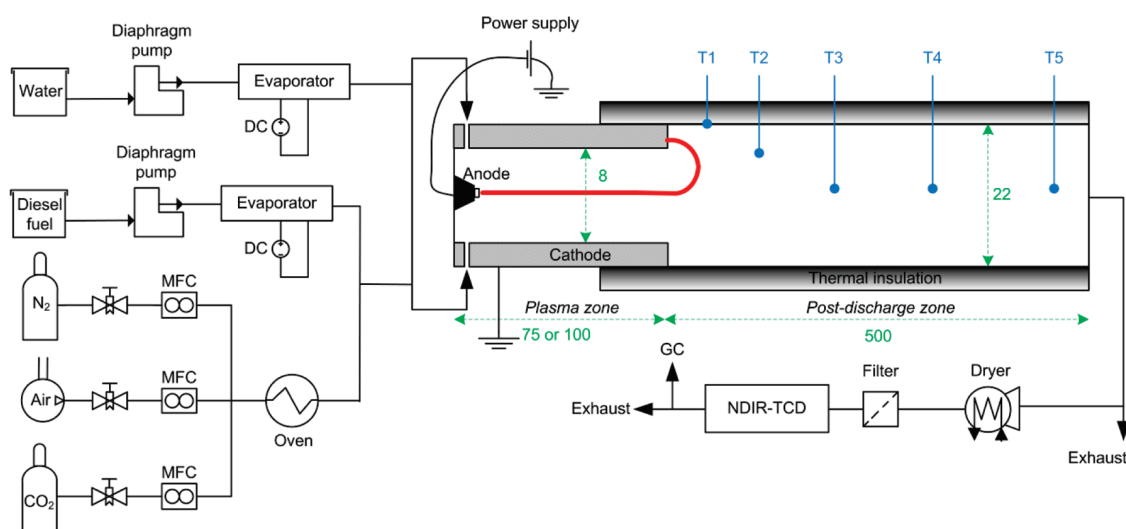 Power supply
Diaphragm
pump
Water
Evaporator
DC
T1
T2
T3
T4
T5
Anode
8
22
Diaphragm
pump
Diesel
fuel
Evaporator
DC
Cathode
Thermal insulation
Plasma zone
Post-discharge zone
75 or 100
500
N₂
MFC
Air
MFC
Oven
CO₂
MFC
GC
Filter
Dryer
Exhaust
NDIR-TCD
Exhaust